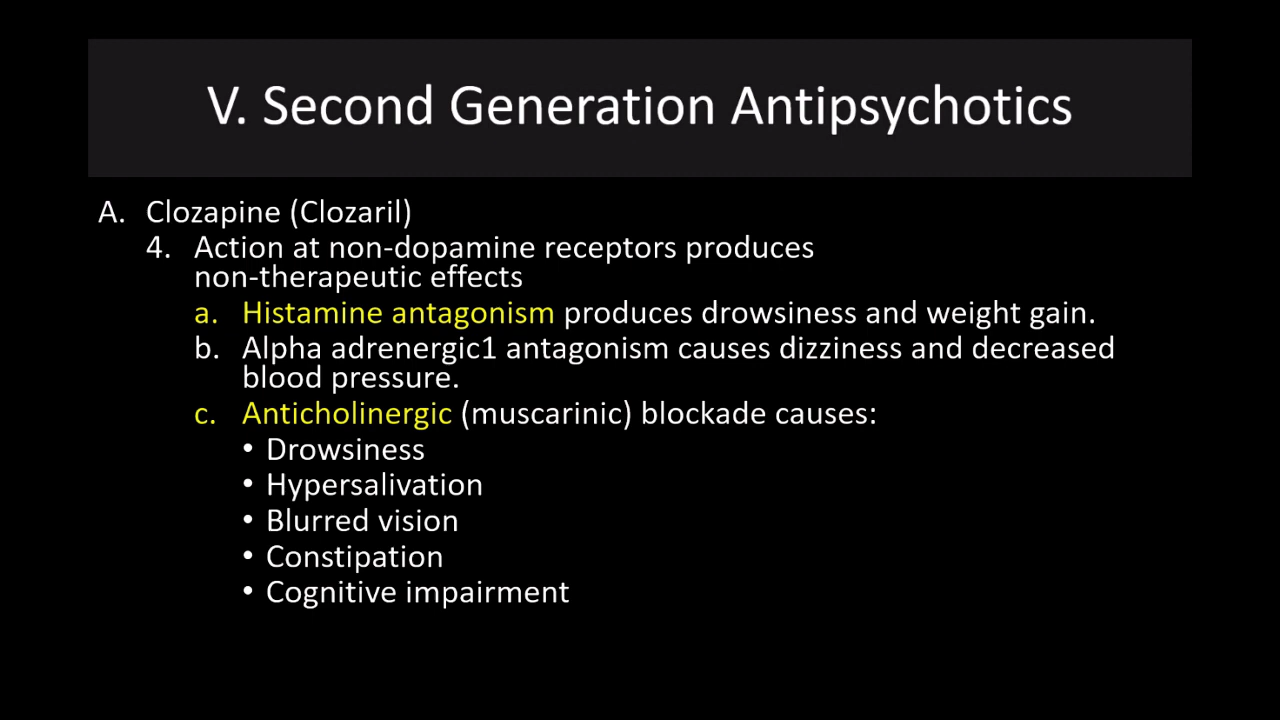 V. Second Generation Antipsychotics
A. Clozapine (Clozaril)
4. Action at non-dopamine receptors produces
non-therapeutic effects
a. Histamine antagonism produces drowsiness and weight gain.
b. Alpha adrenergic1 antagonism causes dizziness and decreased
blood pressure.
c. Anticholinergic (muscarinic) blockade causes:
• Drowsiness
• Hypersalivation
• Blurred vision
• Constipation
• Cognitive impairment